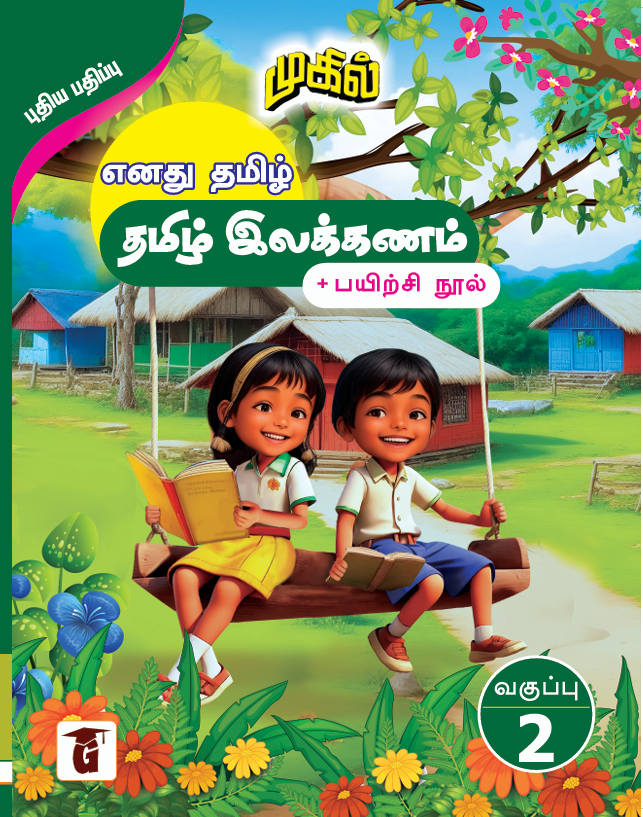 புதிய பதிப்பு
முகில்
எனது தமிழ்
தமிழ் இலக்கணம்
+ பயிற்சி நூல்
வகுப்பு
2
G